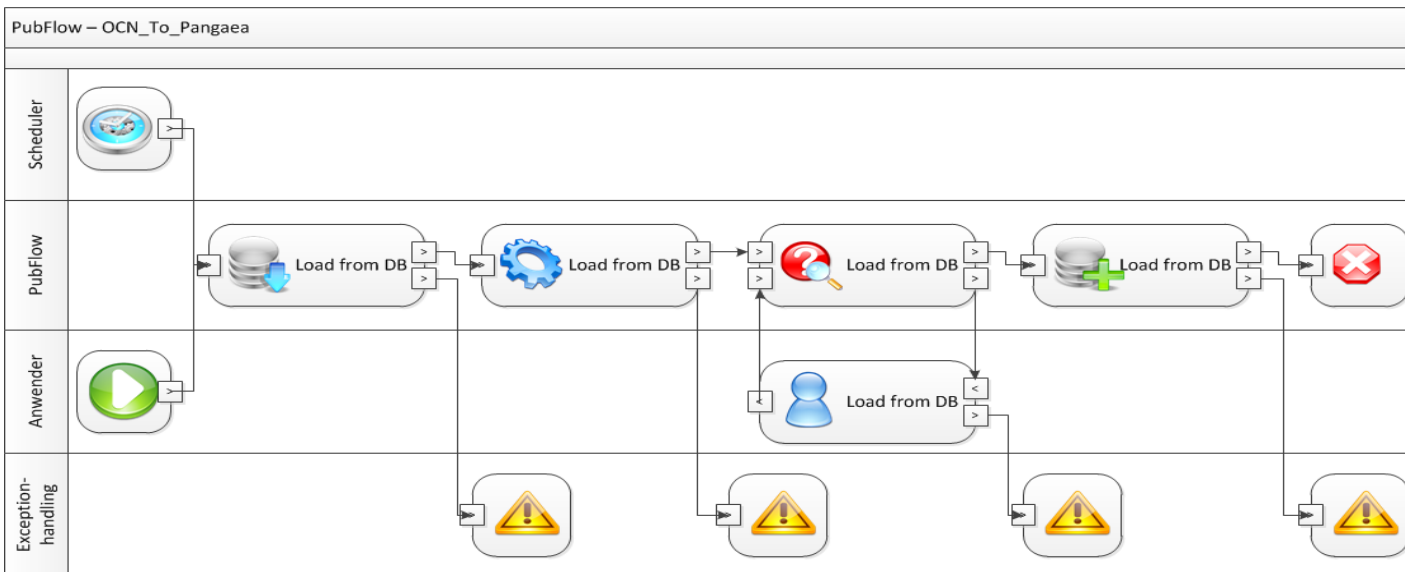 PubFlow – OCN_To_Pangaea
Scheduler
>
PubFlow
>
Load from DB
>
>
>
Load from DB
>
>
>
>
Load from DB
>
>
>
Load from DB
>
>
>
Anwender
>
<
Load from DB
<
>
Exception-
handling
>
>
>
>